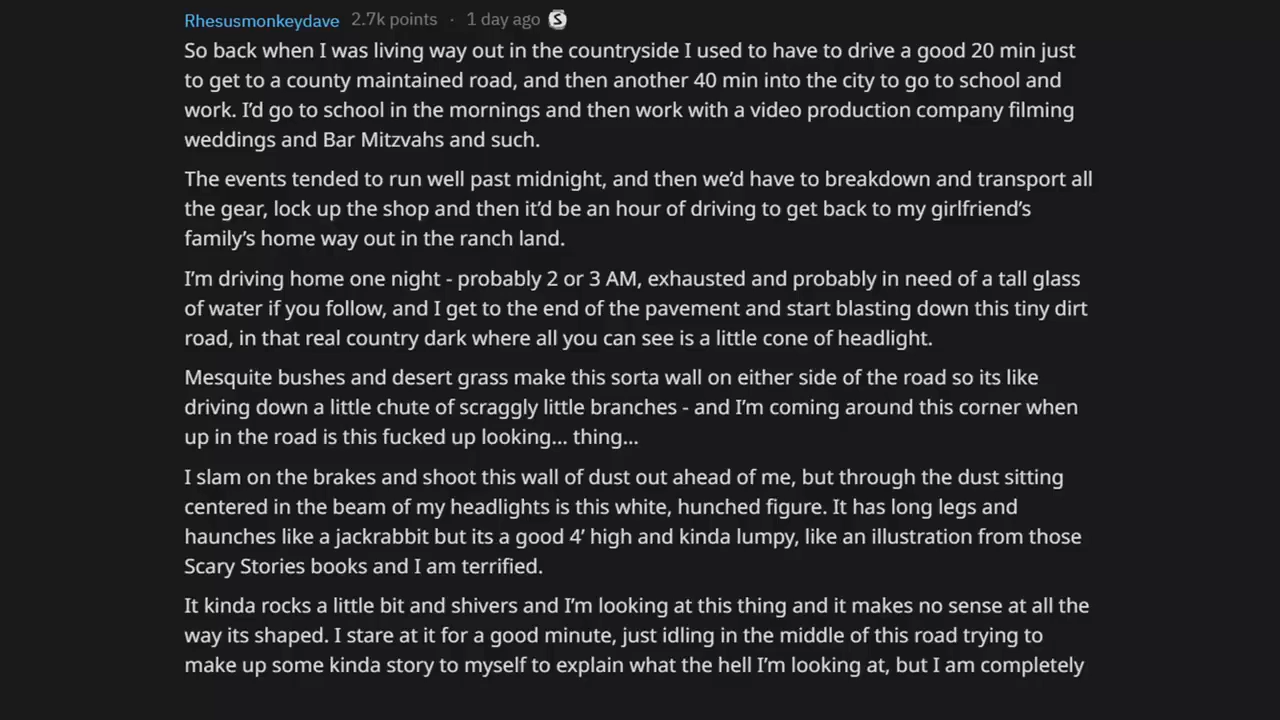 Rhesusmonkeydave 2.7k points · 1 day ago S
So back when I was living way out in the countryside I used to have to drive a good 20 min just
to get to a county maintained road, and then another 40 min into the city to go to school and
work. I’d go to school in the mornings and then work with a video production company filming
weddings and Bar Mitzvahs and such.
The events tended to run well past midnight, and then we’d have to breakdown and transport all
the gear, lock up the shop and then it’d be an hour of driving to get back to my girlfriend’s
family’s home way out in the ranch land.
I’m driving home one night - probably 2 or 3 AM, exhausted and probably in need of a tall glass
of water if you follow, and I get to the end of the pavement and start blasting down this tiny dirt
road, in that real country dark where all you can see is a little cone of headlight.
Mesquite bushes and desert grass make this sorta wall on either side of the road so its like
driving down a little chute of scraggly little branches - and I’m coming around this corner when
up in the road is this fucked up looking... thing...
I slam on the brakes and shoot this wall of dust out ahead of me, but through the dust sitting
centered in the beam of my headlights is this white, hunched figure. It has long legs and
haunches like a jackrabbit but its a good 4’ high and kinda lumpy, like an illustration from those
Scary Stories books and I am terrified.
It kinda rocks a little bit and shivers and I’m looking at this thing and it makes no sense at all the
way its shaped. I stare at it for a good minute, just idling in the middle of this road trying to
make up some kinda story to myself to explain what the hell I’m looking at, but I am completely